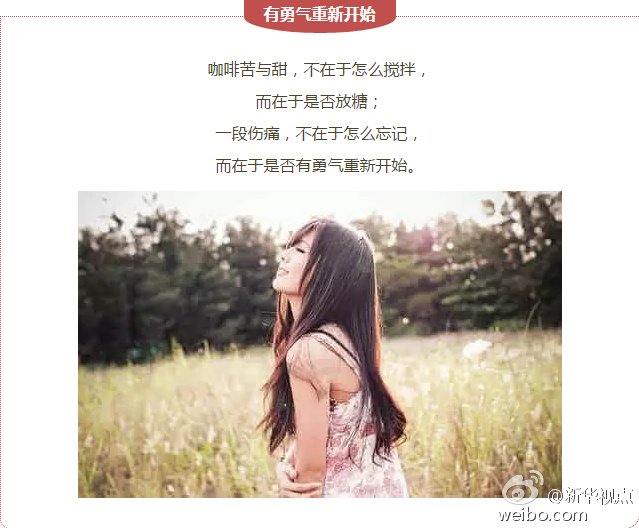 有勇气重新开始
咖啡苦与甜，不在于怎么搅拌，
而在于是否放糖；
一段伤痛，不在于怎么忘记，
而在于是否有勇气重新开始。
@新华视点
weibo.com